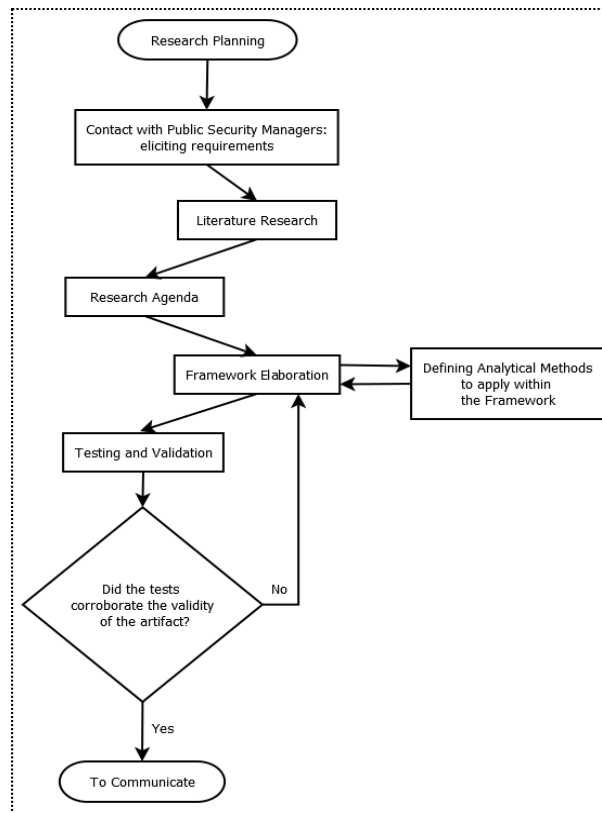 Research Planning
Contact with Public Security Managers:
eliciting requirements
Literature Research
Research Agenda
Framework Elaboration
Defining Analytical Methods
to apply within
the Framework
Testing and Validation
Did the tests
corroborate the validity
of the artifact?
No
Yes
To Communicate